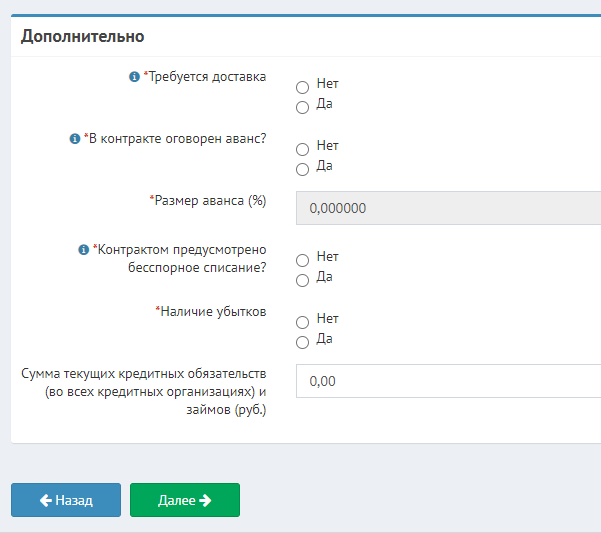 Дополнительно
*Требуется доставка
Нет
Да
*В контракте оговорен аванс?
Нет
Да
*Размер аванса (%)
0,000000
*Контрактом предусмотрено
бесспорное списание?
Нет
Да
*Наличие убытков
Нет
Да
Сумма текущих кредитных обязательств
(во всех кредитных организациях) и
займов (руб.)
0,00
Назад
Далее